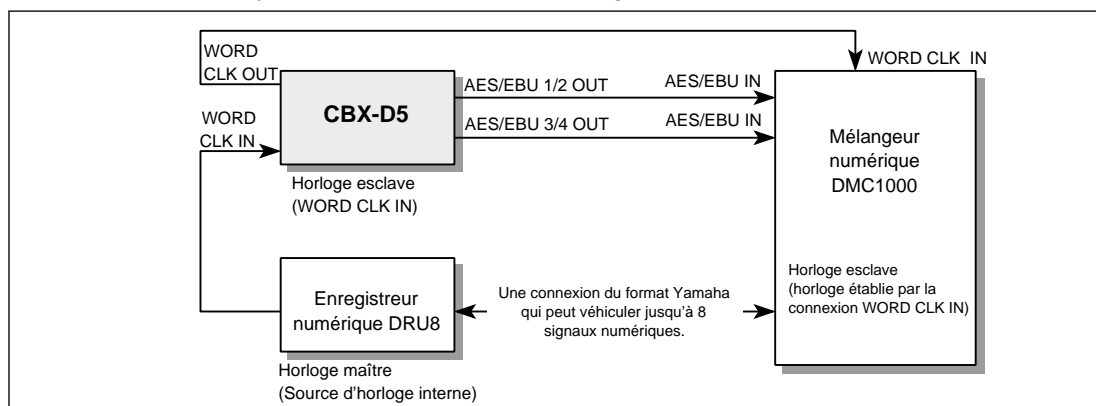 WORD
CLK OUT
WORD CLK IN
CBX-D5
AES/EBU 1/2 OUT
AES/EBU IN
AES/EBU 3/4 OUT
AES/EBU IN
WORD
CLK IN
Horloge esclave
(WORD CLK IN)
Mélangeur
numérique
DMC1000
Horloge esclave
(horloge établie par la
connexion WORD CLK IN)
Enregistreur
numérique DRU8
Une connexion du format Yamaha
qui peut véhiculer jusqu'à 8
signaux numériques.
Horloge maître
(Source d'horloge interne)